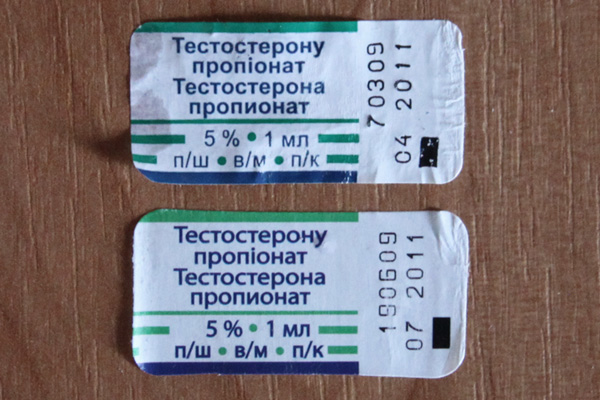 Тестостерону
пропіонат
Тестостерона
пропионат
5 % • 1 мл
п/ш • в/м • п/к
70309
04 2011
Тестостерону
пропіонат
Тестостерона
пропионат
5 % • 1 мл
п/ш • в/м • п/к
190609
07 2011